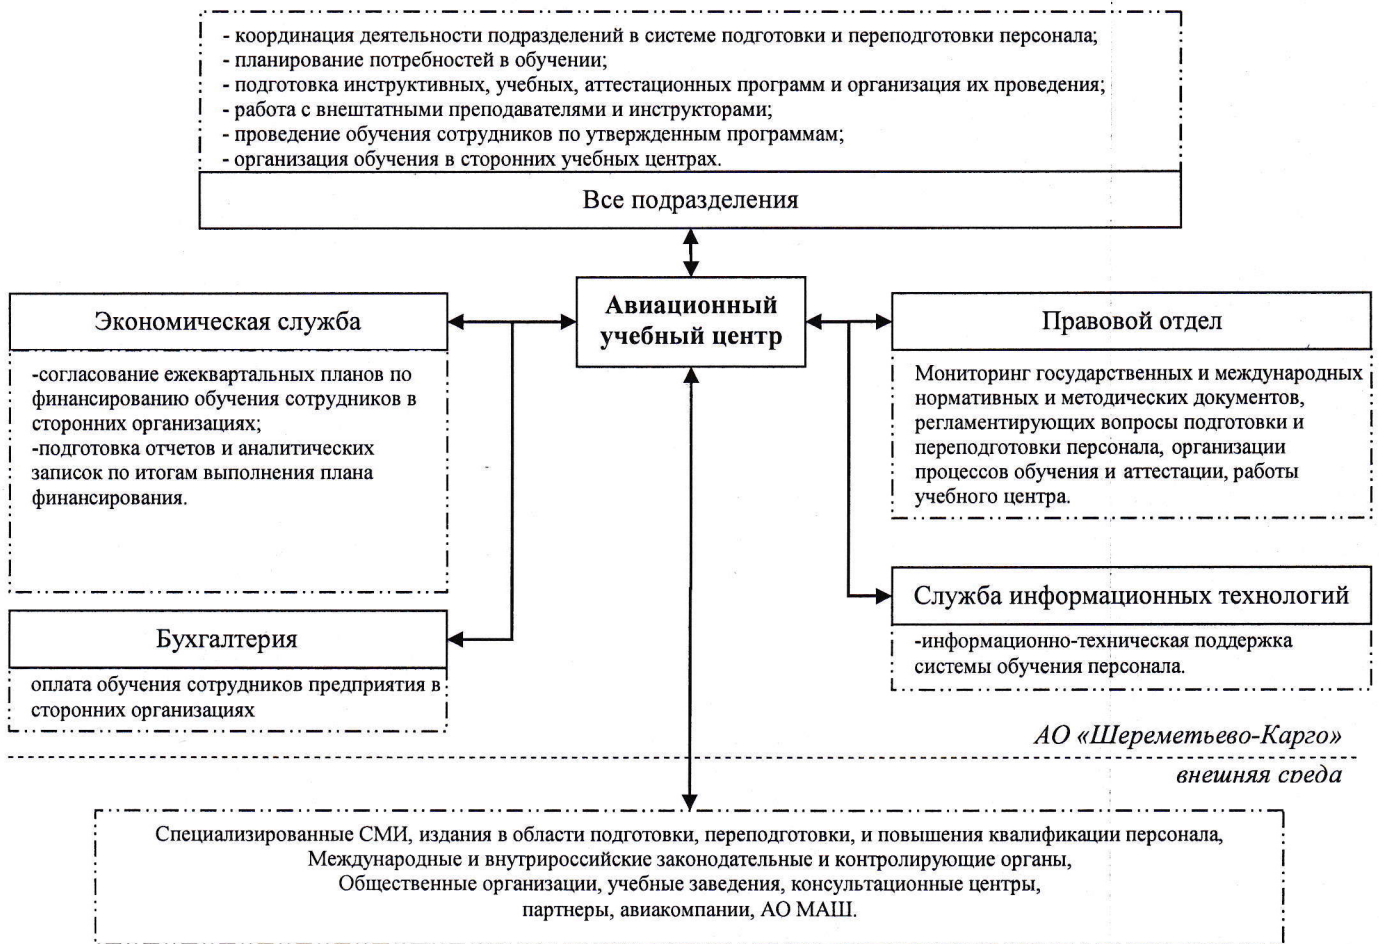 - координация деятельности подразделений в системе подготовки и переподготовки персонала;
- планирование потребностей в обучении;
- подготовка инструктивных, учебных, аттестационных программ и организация их проведения;
- работа с внештатными преподавателями и инструкторами;
- проведение обучения сотрудников по утвержденным программам;
- организация обучения в сторонних учебных центрах.
Все подразделения
Авиационный
учебный центр
Экономическая служба
-согласование ежеквартальных планов по
финансированию обучения сотрудников в
сторонних организациях;
-подготовка отчетов и аналитических
записок по итогам выполнения плана
финансирования.
Бухгалтерия
оплата обучения сотрудников предприятия в
сторонних организациях
Правовой отдел
Мониторинг государственных и международных
нормативных и методических документов,
регламентирующих вопросы подготовки и
переподготовки персонала, организации
процессов обучения и аттестации, работы
учебного центра.
Служба информационных технологий
-информационно-техническая поддержка
системы обучения персонала.
АО «Шереметьево-Карго»
внешняя среда
Специализированные СМИ, издания в области подготовки, переподготовки, и повышения квалификации персонала,
Международные и внутрироссийские законодательные и контролирующие органы,
Общественные организации, учебные заведения, консультационные центры,
партнеры, авиакомпании, АО МАШ.